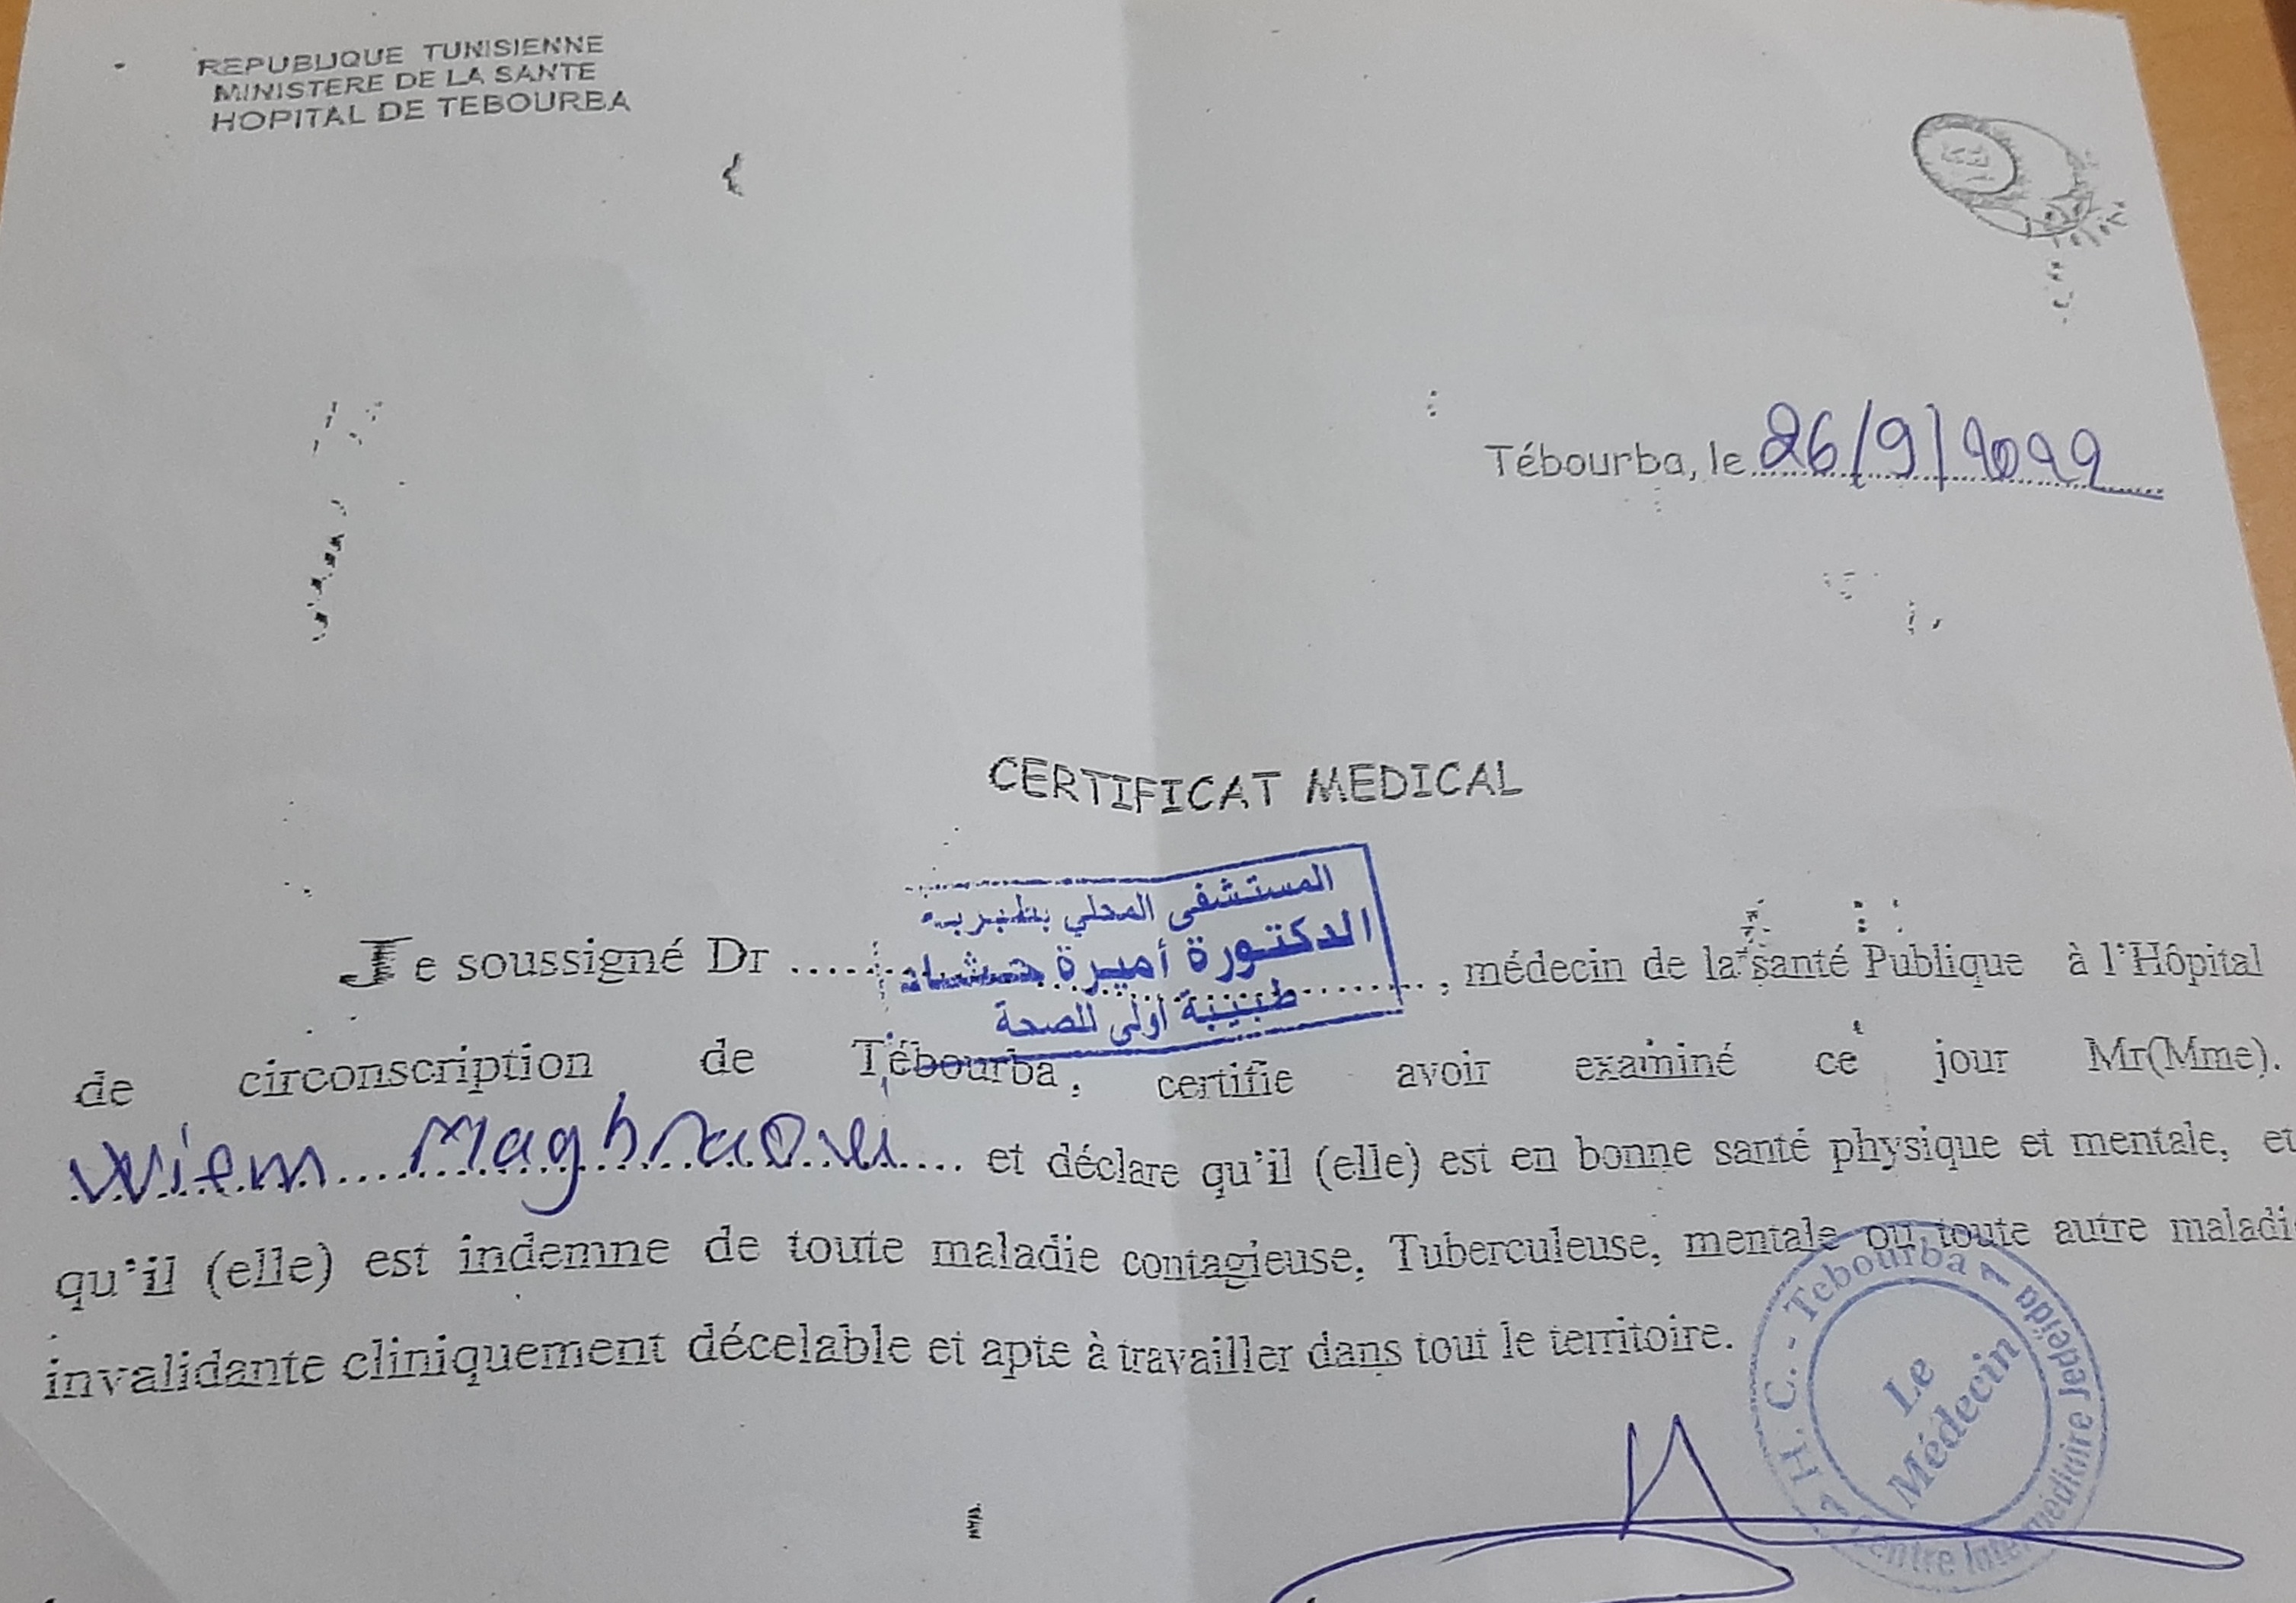 REPUBLIQUE TUNISIENNE
MINISTERE DE LA SANTE
HOPITAL DE TEBOURBA
Tébourba, le 26/9/2022
CERTIFICAT MEDICAL
المستشفى المحلي بطبربة
الدكتورة أميرة حشاد
طبيبة أولى للصحة
Je soussigné Dr ..............................., médecin de la santé Publique à l'Hôpital
de circonscription de Tébourba, certifie avoir examiné ce jour Mr(Mme).
Wiem Maghraoui et déclare qu'il (elle) est en bonne santé physique et mentale, et
qu'il (elle) est indemne de toute maladie contagieuse, Tuberculeuse, mentale ou toute autre maladi
invalidante cliniquement décelable et apte à travailler dans tout le territoire.
H. C. - Tebourba
Centre Intermédiaire Jedeïda
Le
Médecin